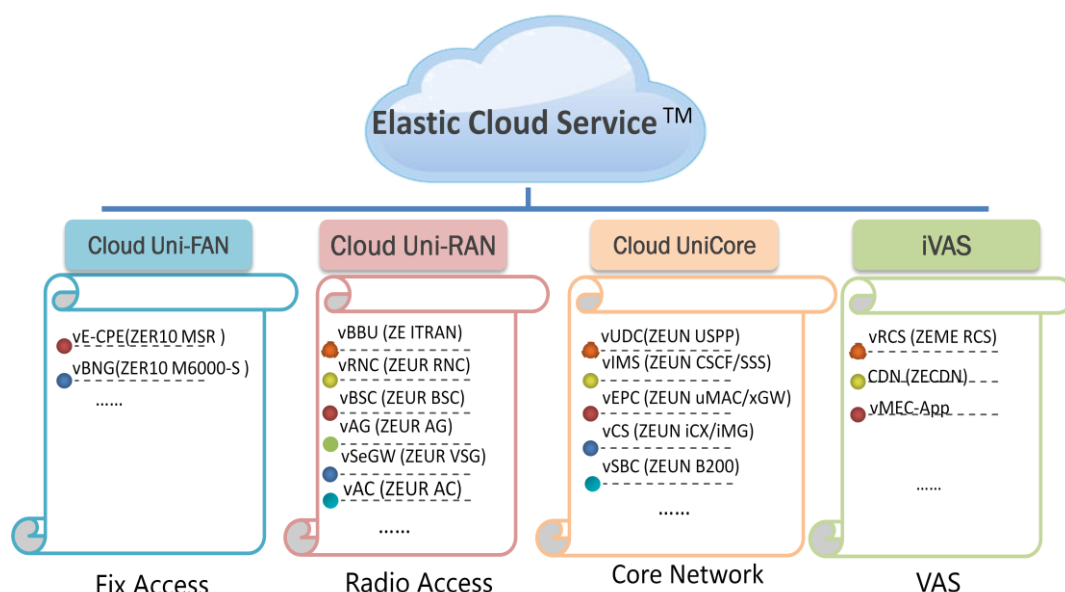 Elastic Cloud Service™
Cloud Uni-FAN
Cloud Uni-RAN
Cloud UniCore
iVAS
vE-CPE(ZER10 MSR )
vBNG(ZER10 M6000-S )
......
vBBU (ZE ITRAN)
vRNC (ZEUR RNC)
vBSC (ZEUR BSC)
vAG (ZEUR AG)
vSeGW (ZEUR VSG)
vAC (ZEUR AC)
......
vUDC(ZEUN USPP)
vIMS (ZEUN CSCF/SSS)
vEPC (ZEUN uMAC/xGW)
vCS (ZEUN iCX/iMG)
vSBC (ZEUN B200)
......
vRCS (ZEME RCS)
CDN (ZECDN)
vMEC-App
......
Fix Access
Radio Access
Core Network
VAS